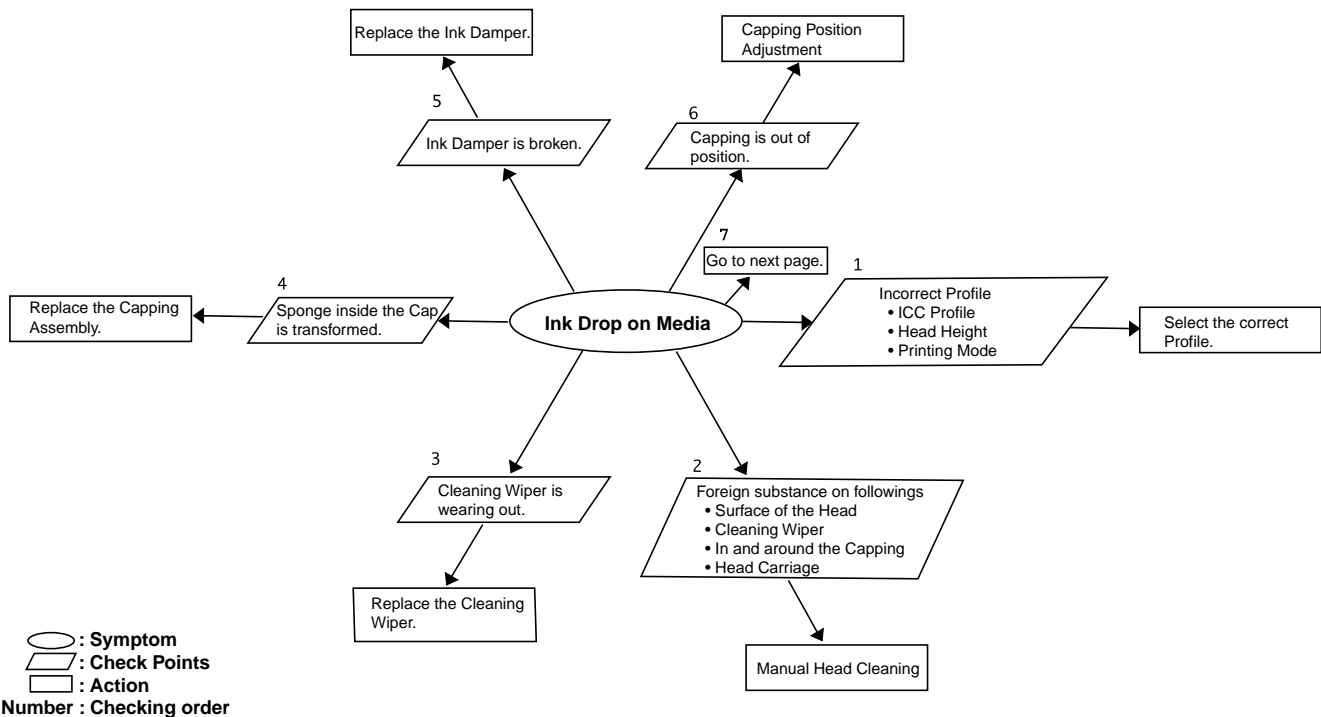 Replace the Ink Damper.
Capping Position
Adjustment
5
Ink Damper is broken.
6
Capping is out of
position.
7
Go to next page.
1
Incorrect Profile
• ICC Profile
• Head Height
• Printing Mode
Select the correct
Profile.
4
Sponge inside the Cap
is transformed.
Replace the Capping
Assembly.
Ink Drop on Media
3
Cleaning Wiper is
wearing out.
Replace the Cleaning
Wiper.
2
Foreign substance on followings
• Surface of the Head
• Cleaning Wiper
• In and around the Capping
• Head Carriage
Manual Head Cleaning
: Symptom
: Check Points
: Action
Number : Checking order